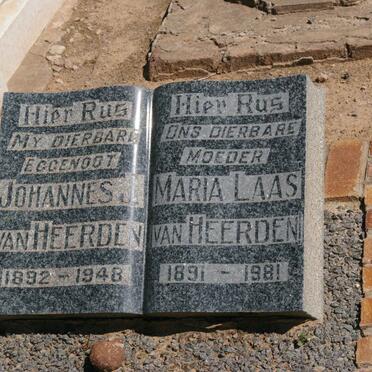 Hier Rus
My Dierbare
Eggenoot
Johannes J.
van Heerden
1892 - 1948
Hier Rus
Ons Dierbare
Moeder
Maria Laas
van Heerden
1891 - 1981